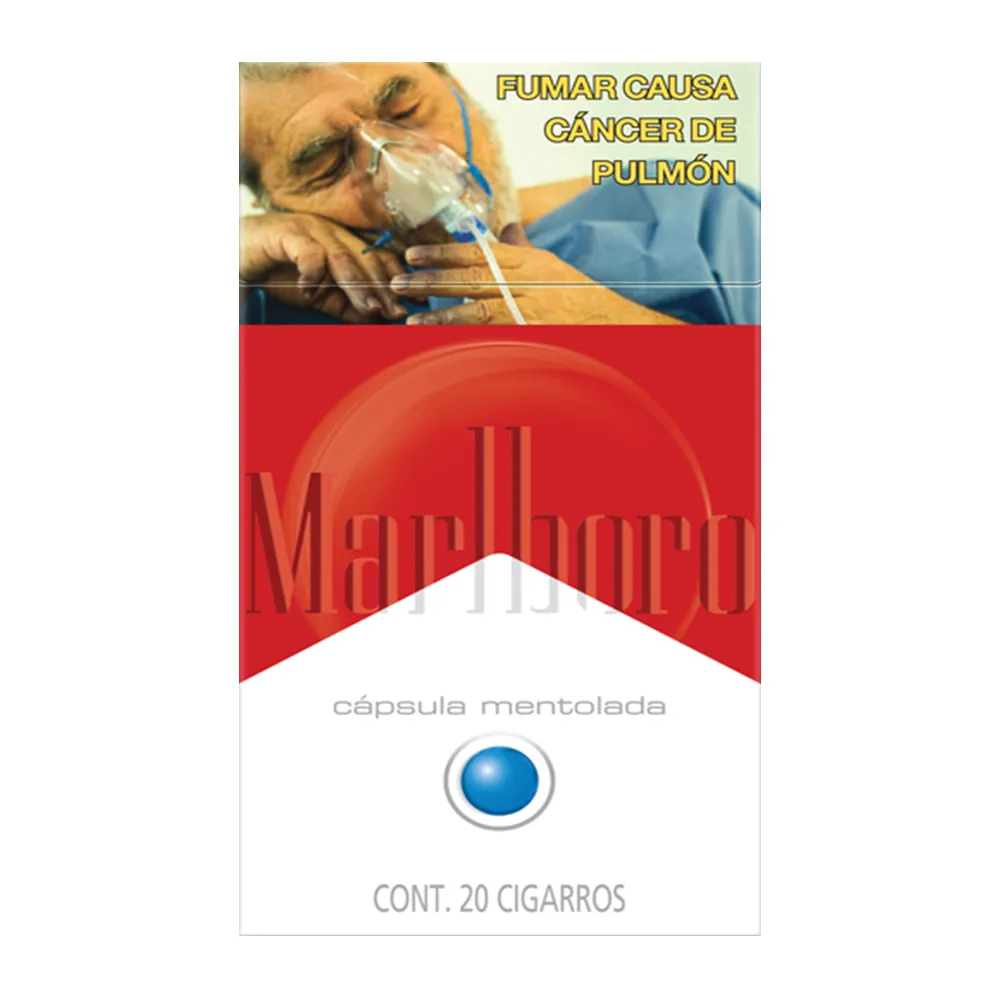 FUMAR CAUSA
CÁNCER DE
PULMÓN
Marlboro
cápsula mentolada
CONT. 20 CIGARROS